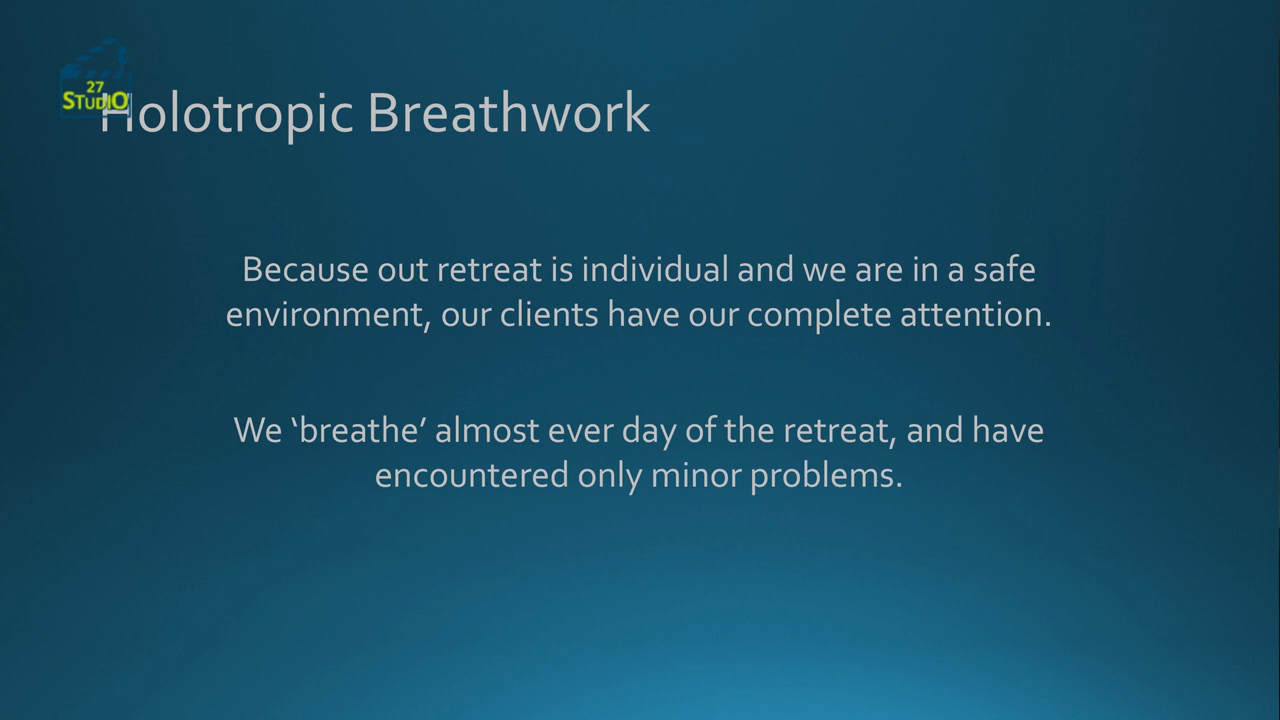 27
STUDIO
Holotropic Breathwork
Because out retreat is individual and we are in a safe
environment, our clients have our complete attention.
We ‘breathe’ almost ever day of the retreat, and have
encountered only minor problems.